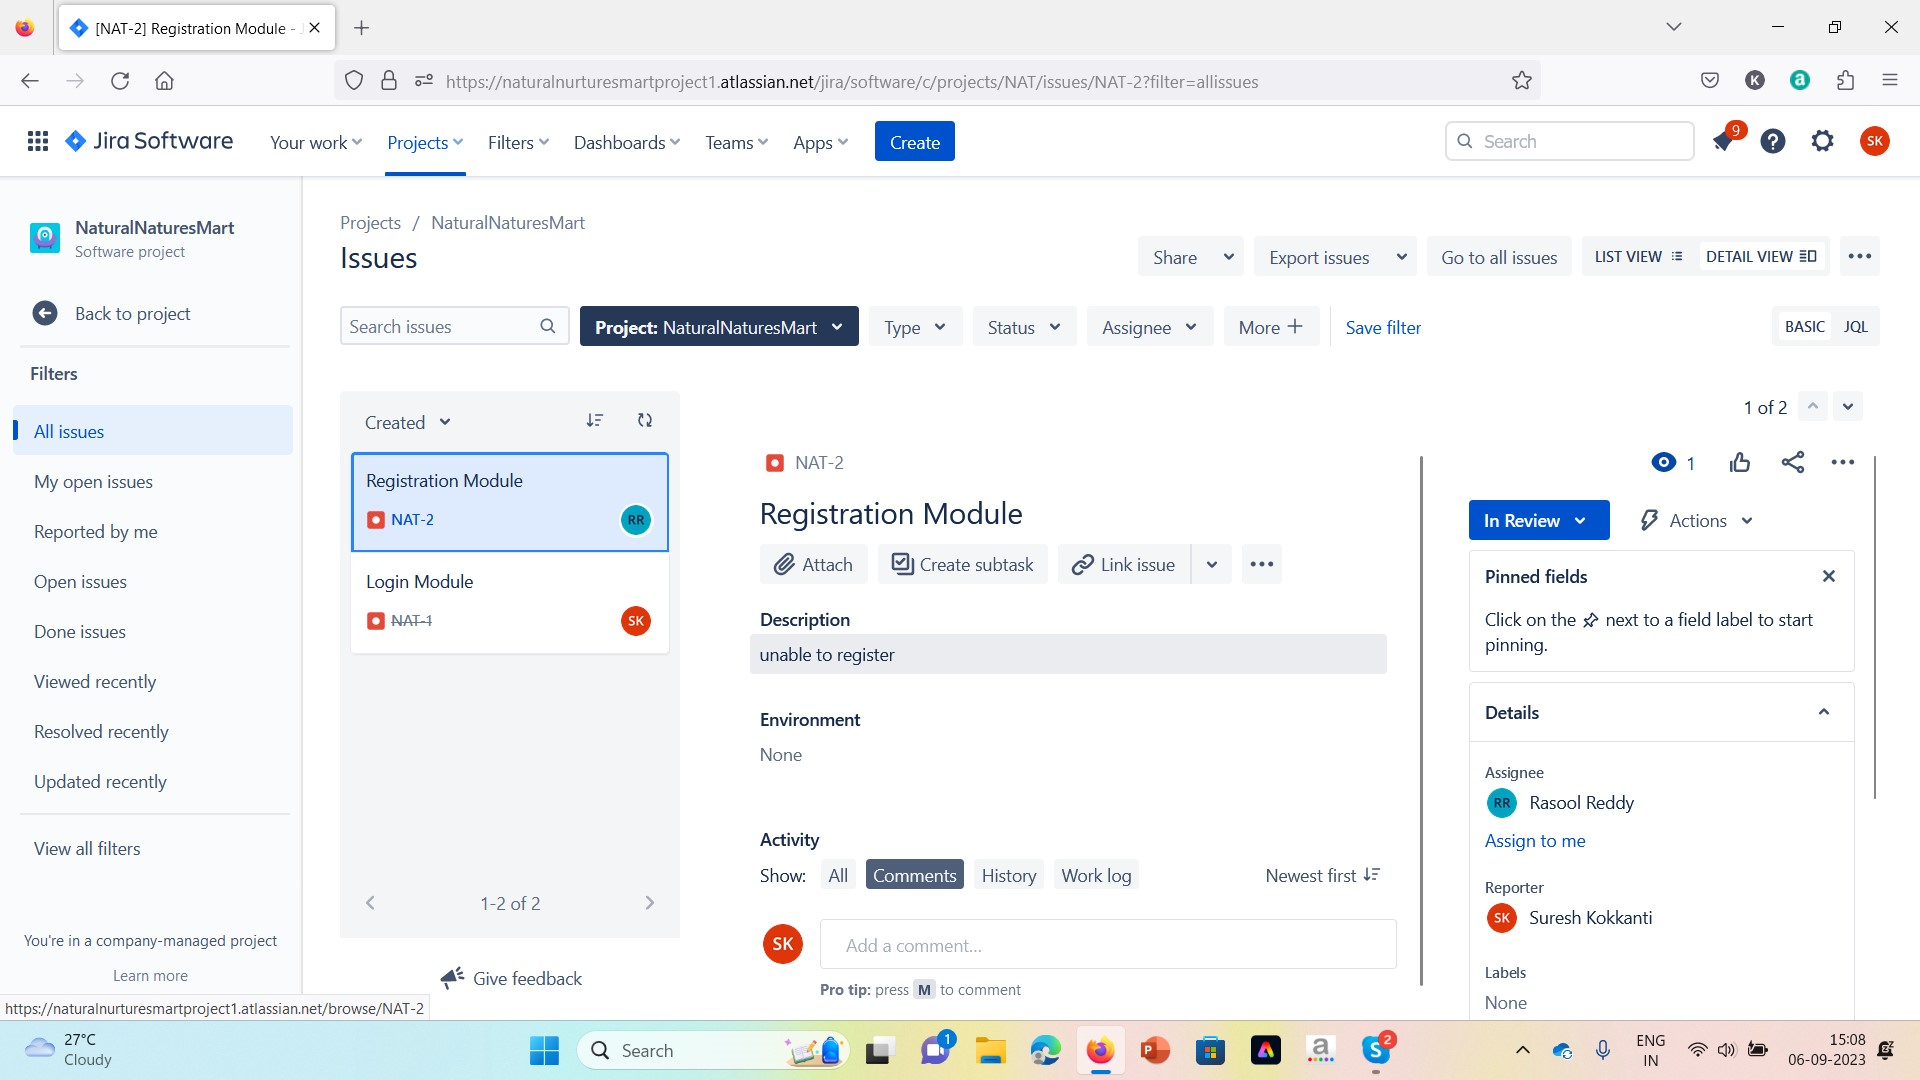 [NAT-2] Registration Module - J
https://naturalnurturesmartproject1.atlassian.net/jira/software/c/projects/NAT/issues/NAT-2?filter=allissues
K
a
Jira Software
Your work
Projects
Filters
Dashboards
Teams
Apps
Create
Search
9
SK
NaturalNaturesMart
Software project
Back to project
Filters
All issues
My open issues
Reported by me
Open issues
Done issues
Viewed recently
Resolved recently
Updated recently
View all filters
You're in a company-managed project
Learn more
https://naturalnurturesmartproject1.atlassian.net/browse/NAT-2
Projects / NaturalNaturesMart
Issues
Share
Export issues
Go to all issues
LIST VIEW
DETAIL VIEW
Search issues
Project: NaturalNaturesMart
Type
Status
Assignee
More
Save filter
BASIC
JQL
Created
Registration Module
NAT-2
RR
Login Module
NAT-1
SK
1-2 of 2
Give feedback
1 of 2
NAT-2
Registration Module
Attach
Create subtask
Link issue
Description
unable to register
Environment
None
Activity
Show:
All
Comments
History
Work log
Newest first
SK
Add a comment...
Pro tip: press M to comment
1
In Review
Actions
Pinned fields
Click on the next to a field label to start
pinning.
Details
Assignee
RR
Rasool Reddy
Assign to me
Reporter
SK
Suresh Kokkanti
Labels
None
27°C
Cloudy
Search
1
a
S
2
ENG
IN
15:08
06-09-2023